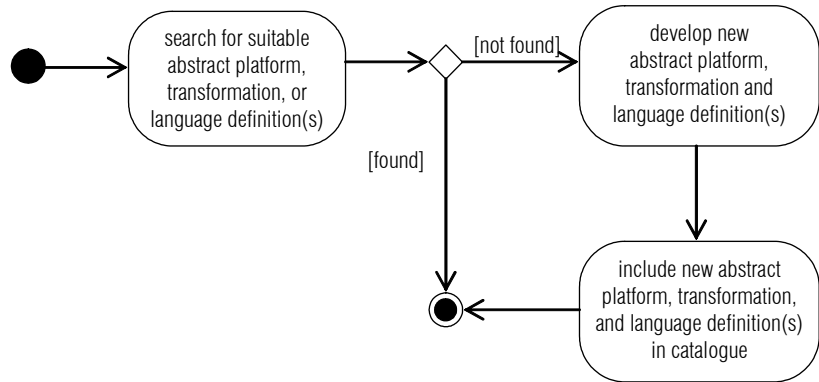 search for suitable
abstract platform,
transformation, or
language definition(s)
[not found]
develop new
abstract platform,
transformation and
language definition(s)
[found]
include new abstract
platform, transformation,
and language definition(s)
in catalogue